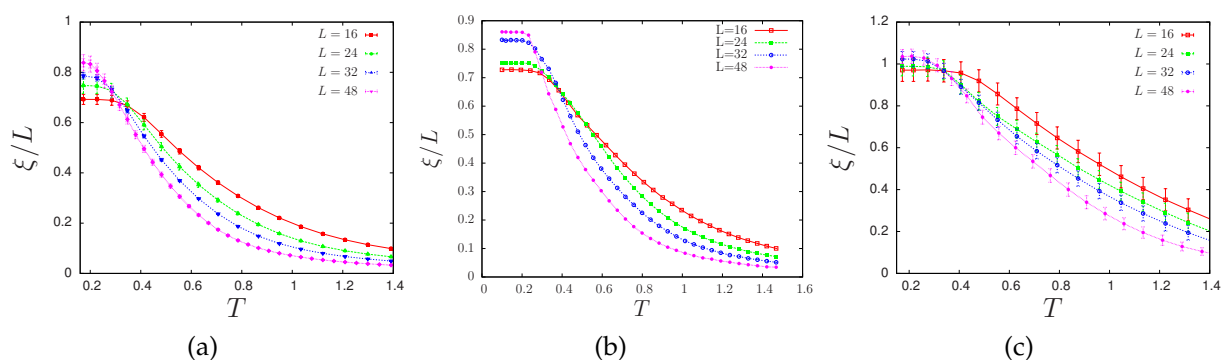 1
0.8
0.6
0.4
0.2
0
ξ/L
0.2 0.4 0.6 0.8 1 1.2 1.4
T
L = 16
L = 24
L = 32
L = 48
(a)
0.9
0.8
0.7
0.6
0.5
0.4
0.3
0.2
0.1
0
ξ/L
0 0.2 0.4 0.6 0.8 1 1.2 1.4 1.6
T
L=16
L=24
L=32
L=48
(b)
1.2
1
0.8
0.6
0.4
0.2
0
ξ/L
0.2 0.4 0.6 0.8 1 1.2 1.4
T
L = 16
L = 24
L = 32
L = 48
(c)